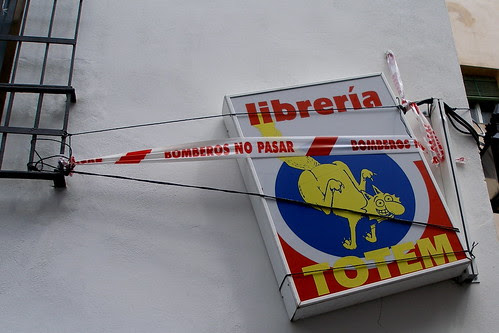 librería
BOMBEROS NO PASAR
BOMBEROS
TOTEM